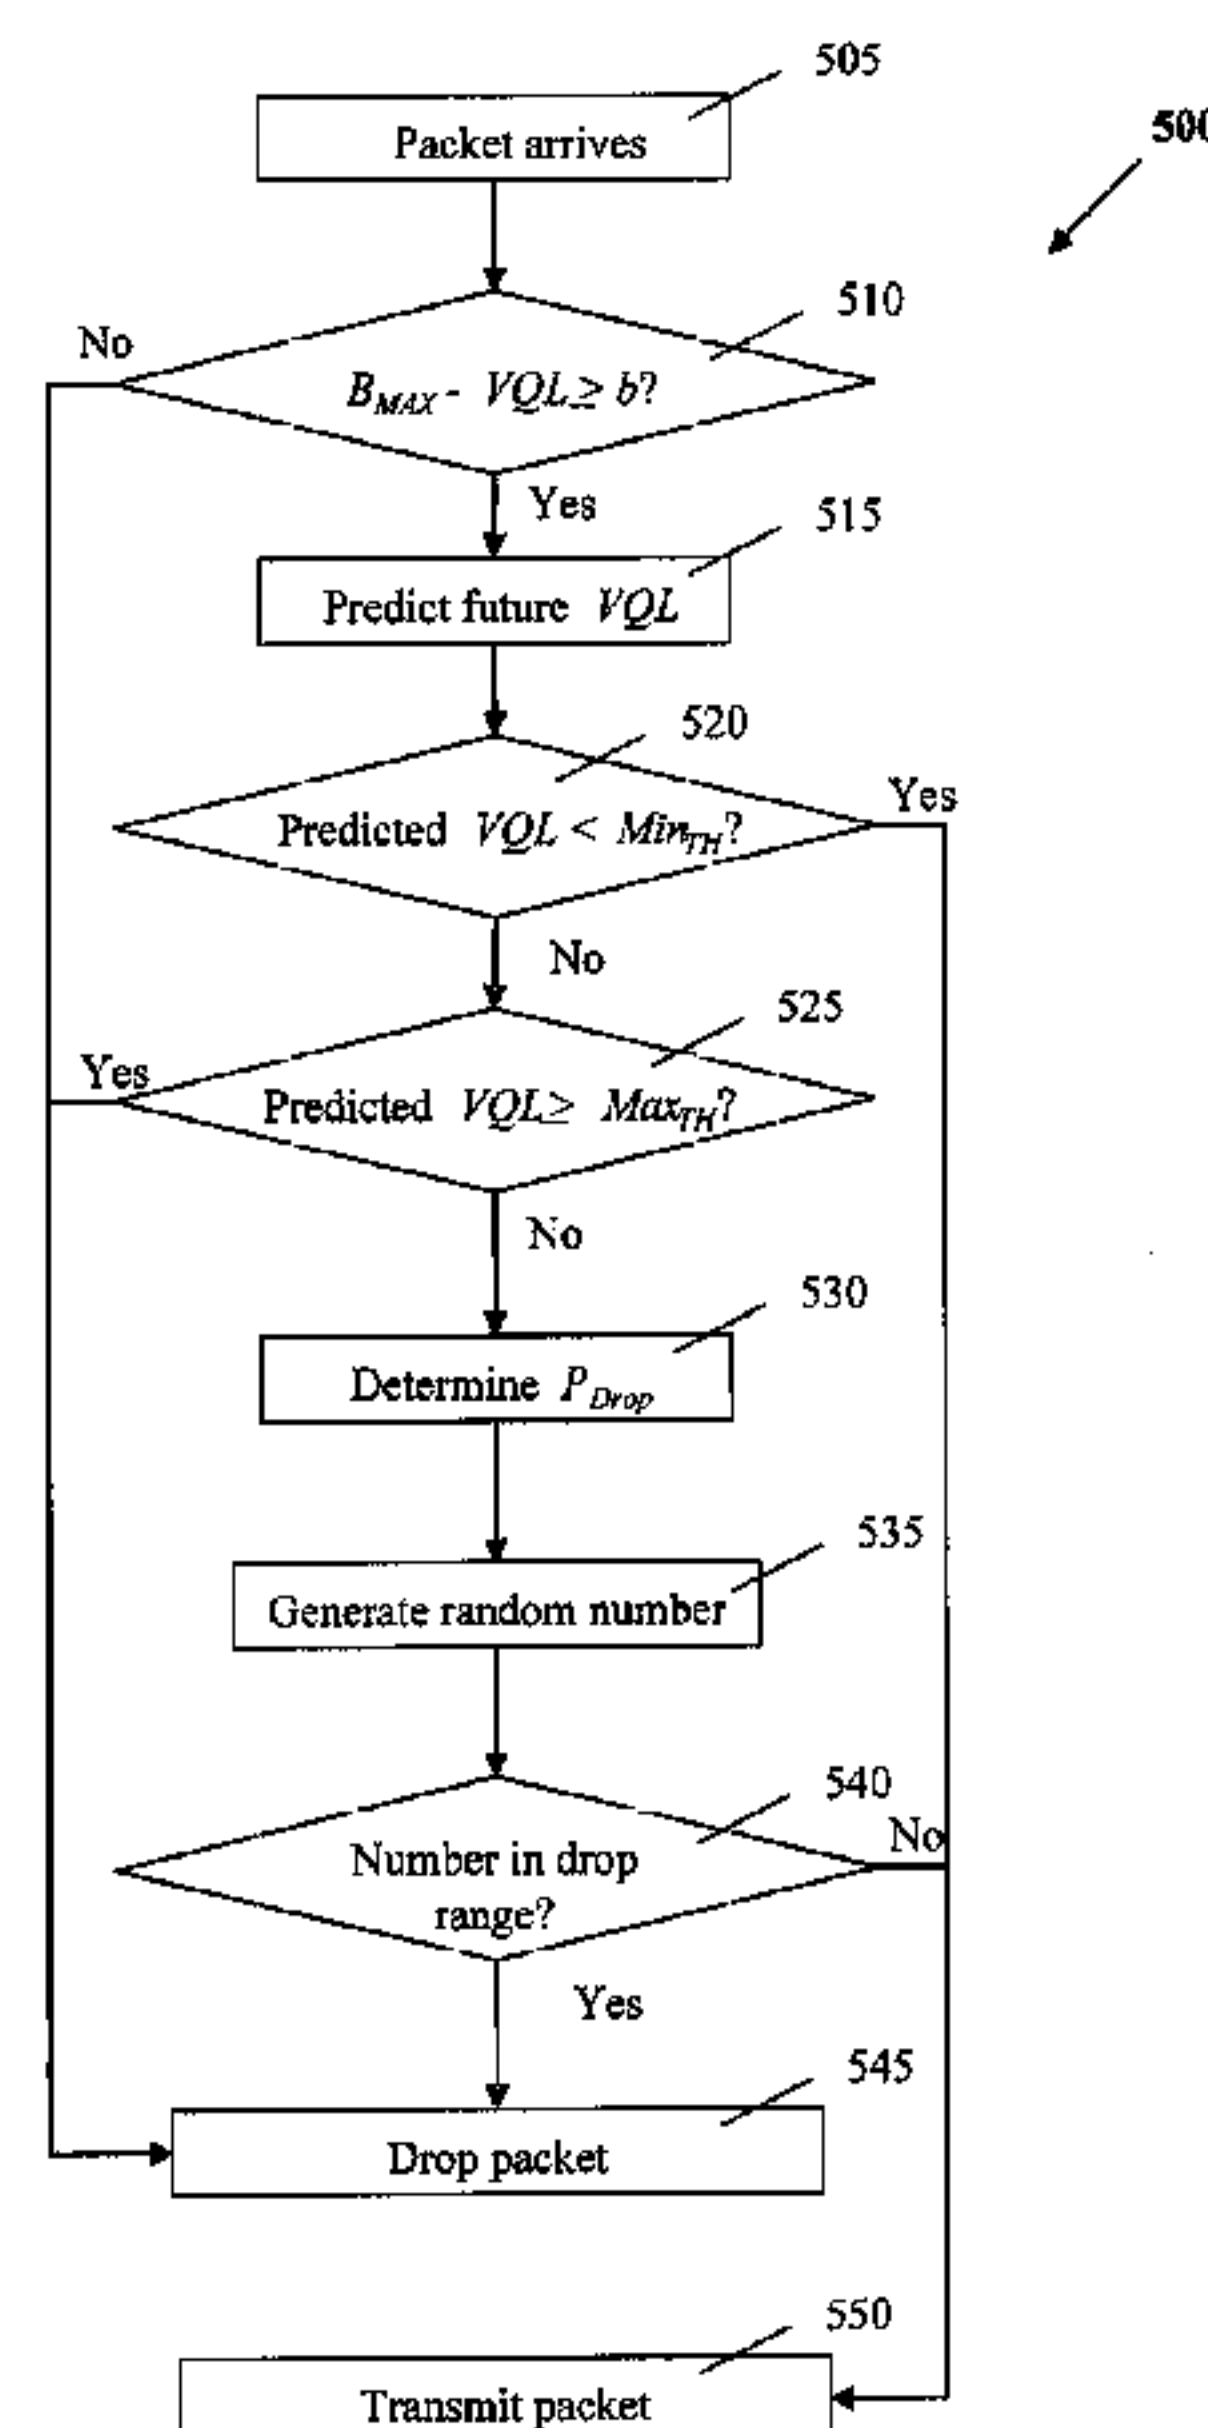 505
Packet arrives
500
510
No
B_MAX - VQL ≥ b?
Yes
515
Predict future VQL
520
Yes
Predicted VQL < Min_TH?
No
525
Yes
Predicted VQL ≥ Max_TH?
No
530
Determine P_Drop
535
Generate random number
540
No
Number in drop
range?
Yes
545
Drop packet
550
Transmit packet